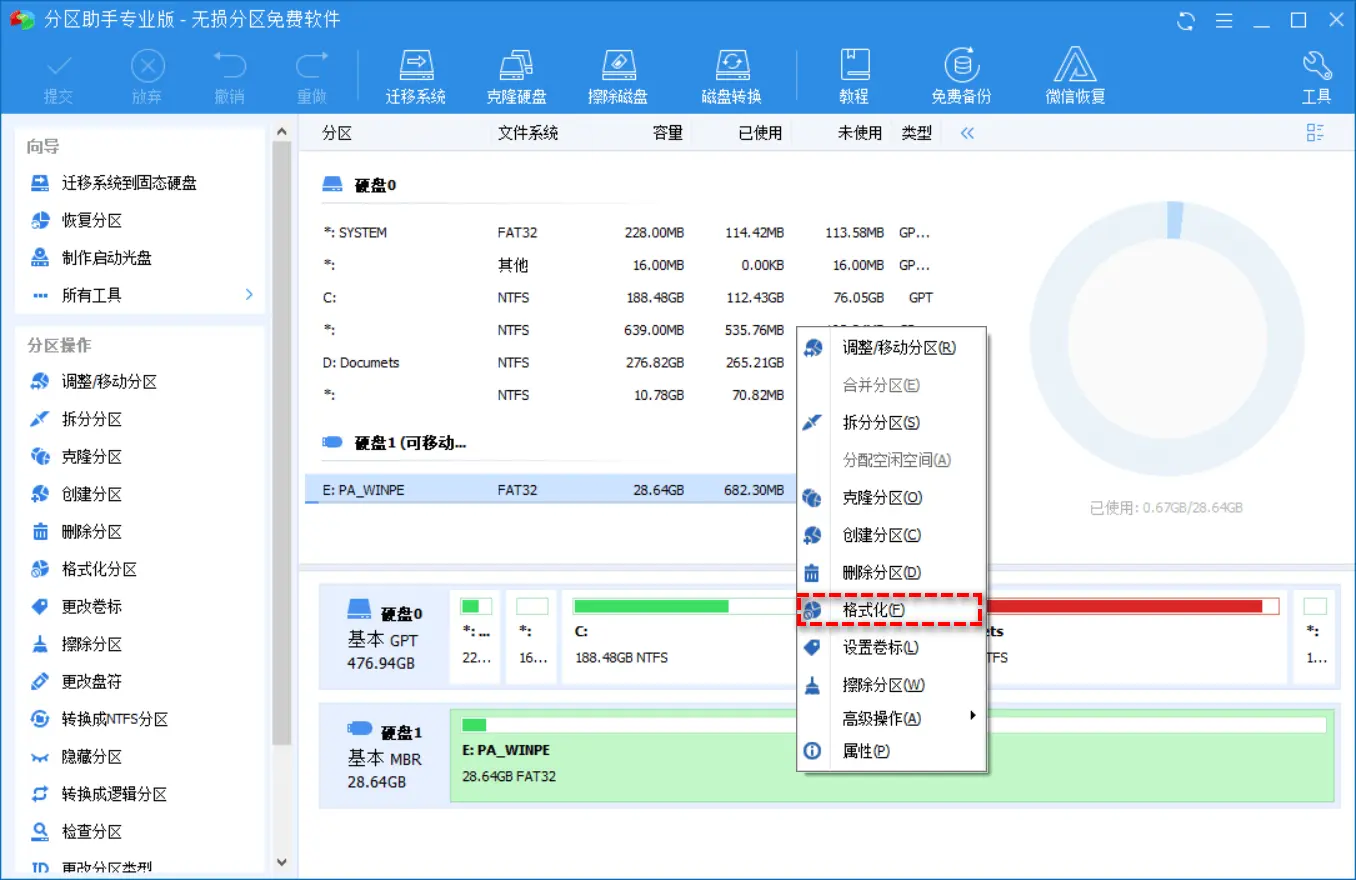 分区助手专业版 - 无损分区免费软件
提交 放弃 撤销 重做 迁移系统 克隆硬盘 擦除磁盘 磁盘转换 教程 免费备份 微信恢复 工具
向导
迁移系统到固态硬盘
恢复分区
制作启动光盘
所有工具
分区操作
调整/移动分区
拆分分区
克隆分区
创建分区
删除分区
格式化分区
更改卷标
擦除分区
更改盘符
转换成NTFS分区
隐藏分区
转换成逻辑分区
检查分区
更改分区类型
分区 文件系统 容量 已使用 未使用 类型
硬盘0
*: SYSTEM FAT32 228.00MB 114.42MB 113.58MB GP...
*: 其他 16.00MB 0.00KB 16.00MB GP...
C: NTFS 188.48GB 112.43GB 76.05GB GPT
*: NTFS 639.00MB 535.76MB
D: Documets NTFS 276.82GB 265.21GB
*: NTFS 10.78GB 70.82MB
硬盘1 (可移动...
E: PA_WINPE FAT32 28.64GB 682.30MB
调整/移动分区(R)
合并分区(E)
拆分分区(S)
分配空闲空间(A)
克隆分区(O)
创建分区(C)
删除分区(D)
格式化(F)
设置卷标(L)
擦除分区(W)
高级操作(A)
属性(P)
已使用: 0.67GB/28.64GB
硬盘0
基本 GPT
476.94GB
*: ...
22...
*:
16...
C:
188.48GB NTFS
ets
TFS
*:
1...
硬盘1
基本 MBR
28.64GB
E: PA_WINPE
28.64GB FAT32